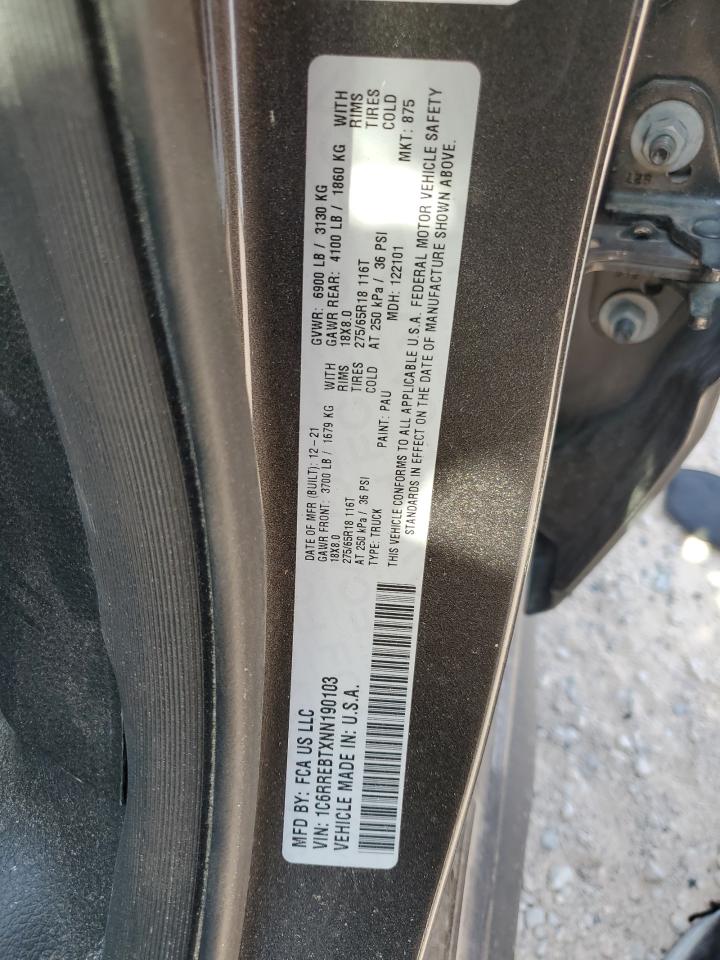 MFD BY: FCA US LLC
VIN: 1C6RREBTXNN190103
VEHICLE MADE IN: U.S.A.
DATE OF MFR (BUILT): 12-21
GAWR FRONT: 3700 LB / 1679 KG WITH
18X8.0 RIMS
275/65R18 116T TIRES
AT 250 kPa / 36 PSI COLD
TYPE: TRUCK PAINT: PAU
GVWR: 6900 LB / 3130 KG
GAWR REAR: 4100 LB / 1860 KG WITH
18X8.0 RIMS
275/65R18 116T TIRES
AT 250 kPa / 36 PSI COLD
MDH: 122101 MKT: 875
THIS VEHICLE CONFORMS TO ALL APPLICABLE U.S.A. FEDERAL MOTOR VEHICLE SAFETY
STANDARDS IN EFFECT ON THE DATE OF MANUFACTURE SHOWN ABOVE.